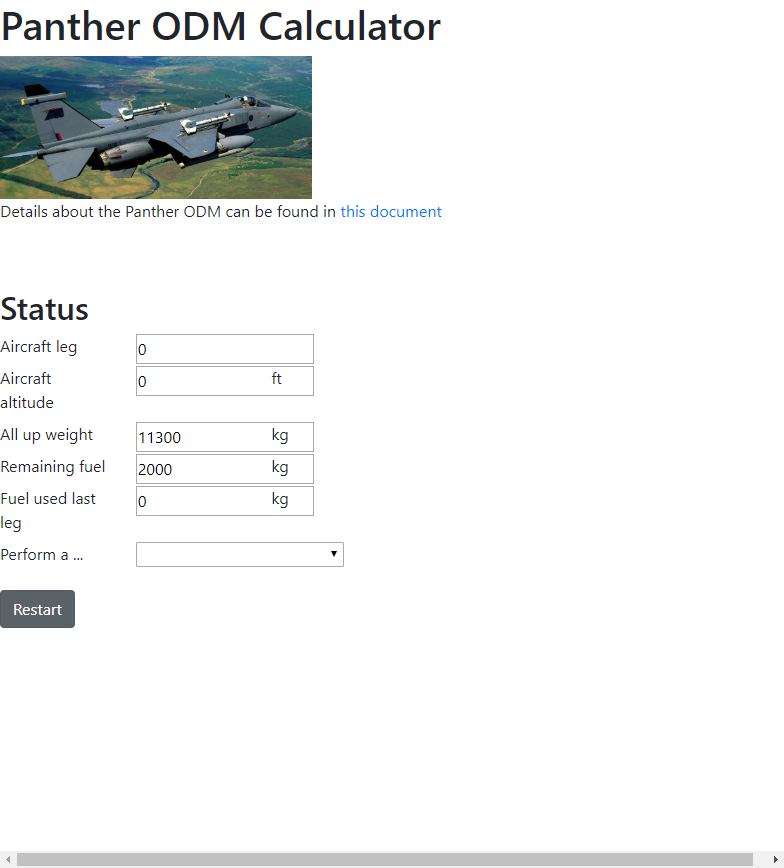 Panther ODM Calculator
Details about the Panther ODM can be found in this document
Status
Aircraft leg 0
Aircraft altitude 0 ft
All up weight 11300 kg
Remaining fuel 2000 kg
Fuel used last leg 0 kg
Perform a ...
Restart